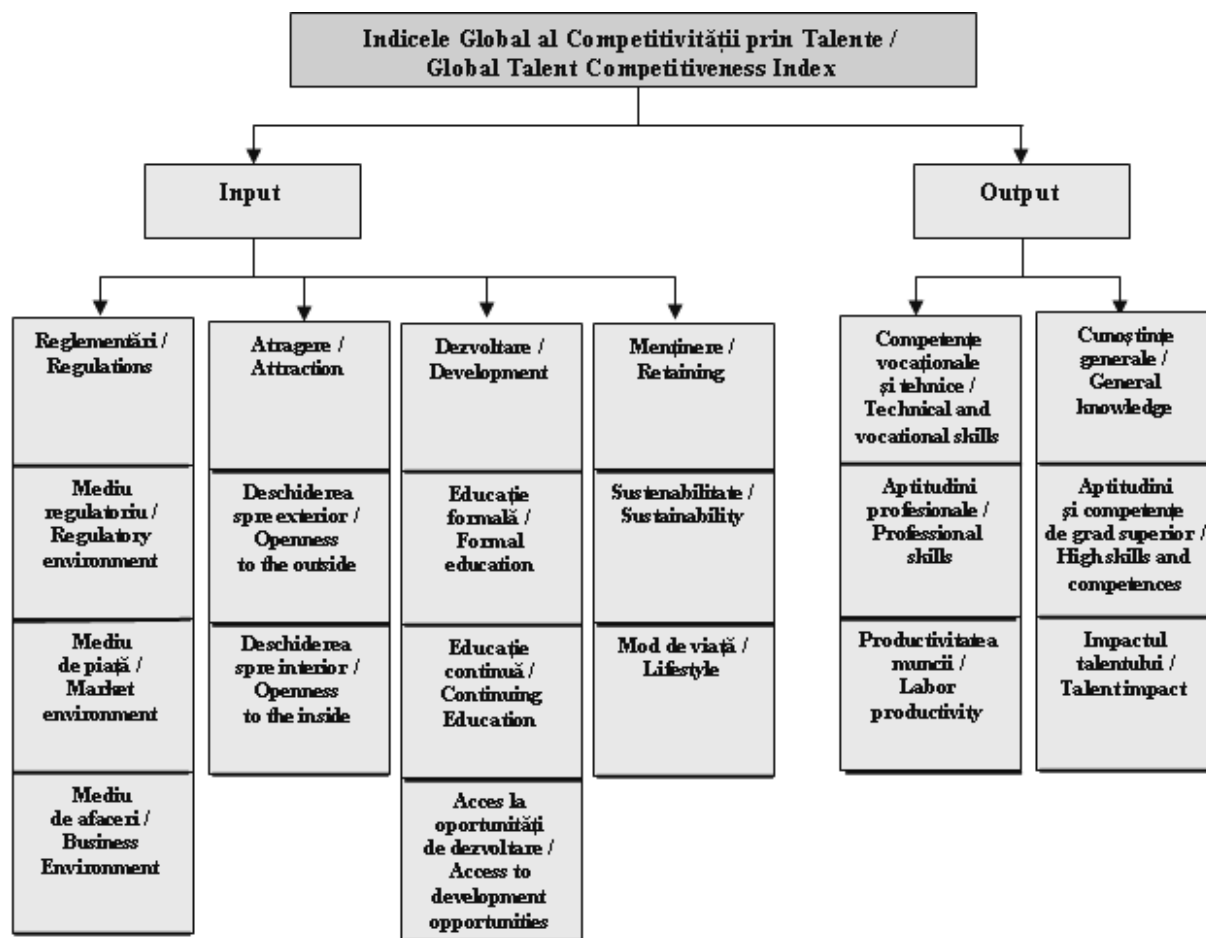 Indicele Global al Competitivității prin Talente /
Global Talent Competitiveness Index
Input
Output
Reglementări /
Regulations
Mediu
regulatoriu /
Regulatory
environment
Mediu
de piață /
Market
environment
Mediu
de afaceri /
Business
Environment
Atragere /
Attraction
Deschiderea
spre exterior /
Openness
to the outside
Deschiderea
spre interior /
Openness
to the inside
Dezvoltare /
Development
Educație
formală /
Formal
education
Educație
continuă /
Continuing
Education
Acces la
oportunități
de dezvoltare /
Access to
development
opportunities
Menținere /
Retaining
Sustenabilitate /
Sustainability
Mod de viață /
Lifestyle
Competențe
vocaționale
și tehnice /
Technical and
vocational skills
Aptitudini
profesionale /
Professional
skills
Productivitatea
muncii /
Labor
productivity
Cunoștințe
generale /
General
knowledge
Aptitudini
și competențe
de grad superior /
High skills and
competences
Impactul
talentului /
Talent impact